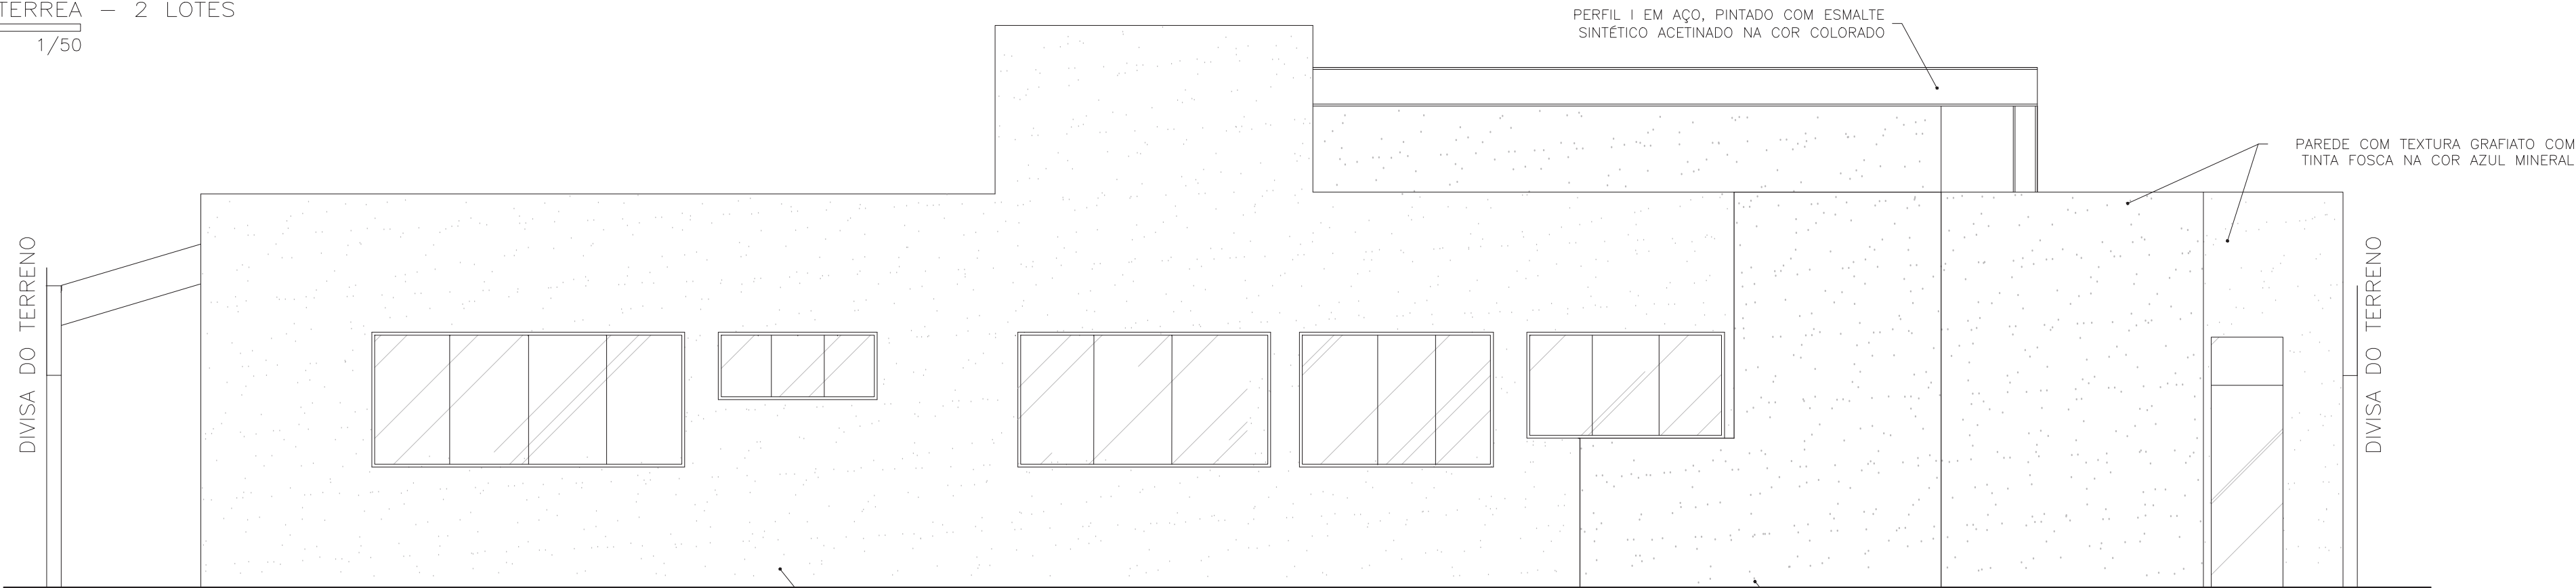 TERREA – 2 LOTES
1/50
PERFIL I EM AÇO, PINTADO COM ESMALTE
SINTÉTICO ACETINADO NA COR COLORADO
PAREDE COM TEXTURA GRAFIATO COM
TINTA FOSCA NA COR AZUL MINERAL
DIVISA DO TERRENO
DIVISA DO TERRENO